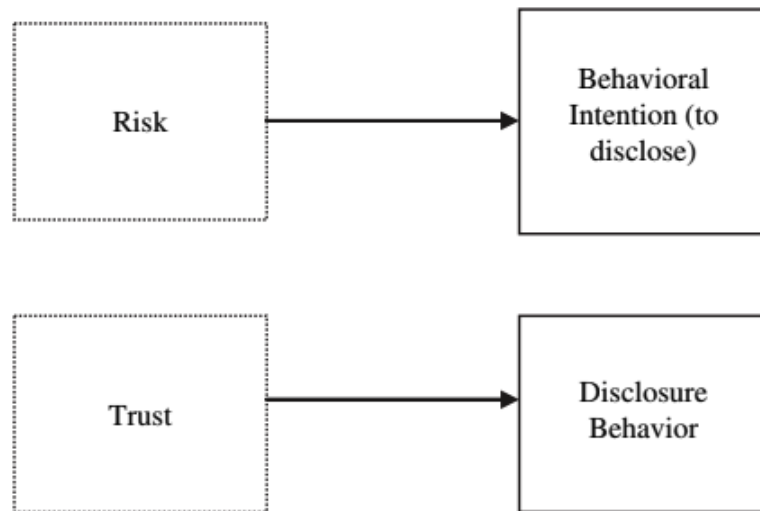 Risk
Behavioral
Intention (to
disclose)
Trust
Disclosure
Behavior